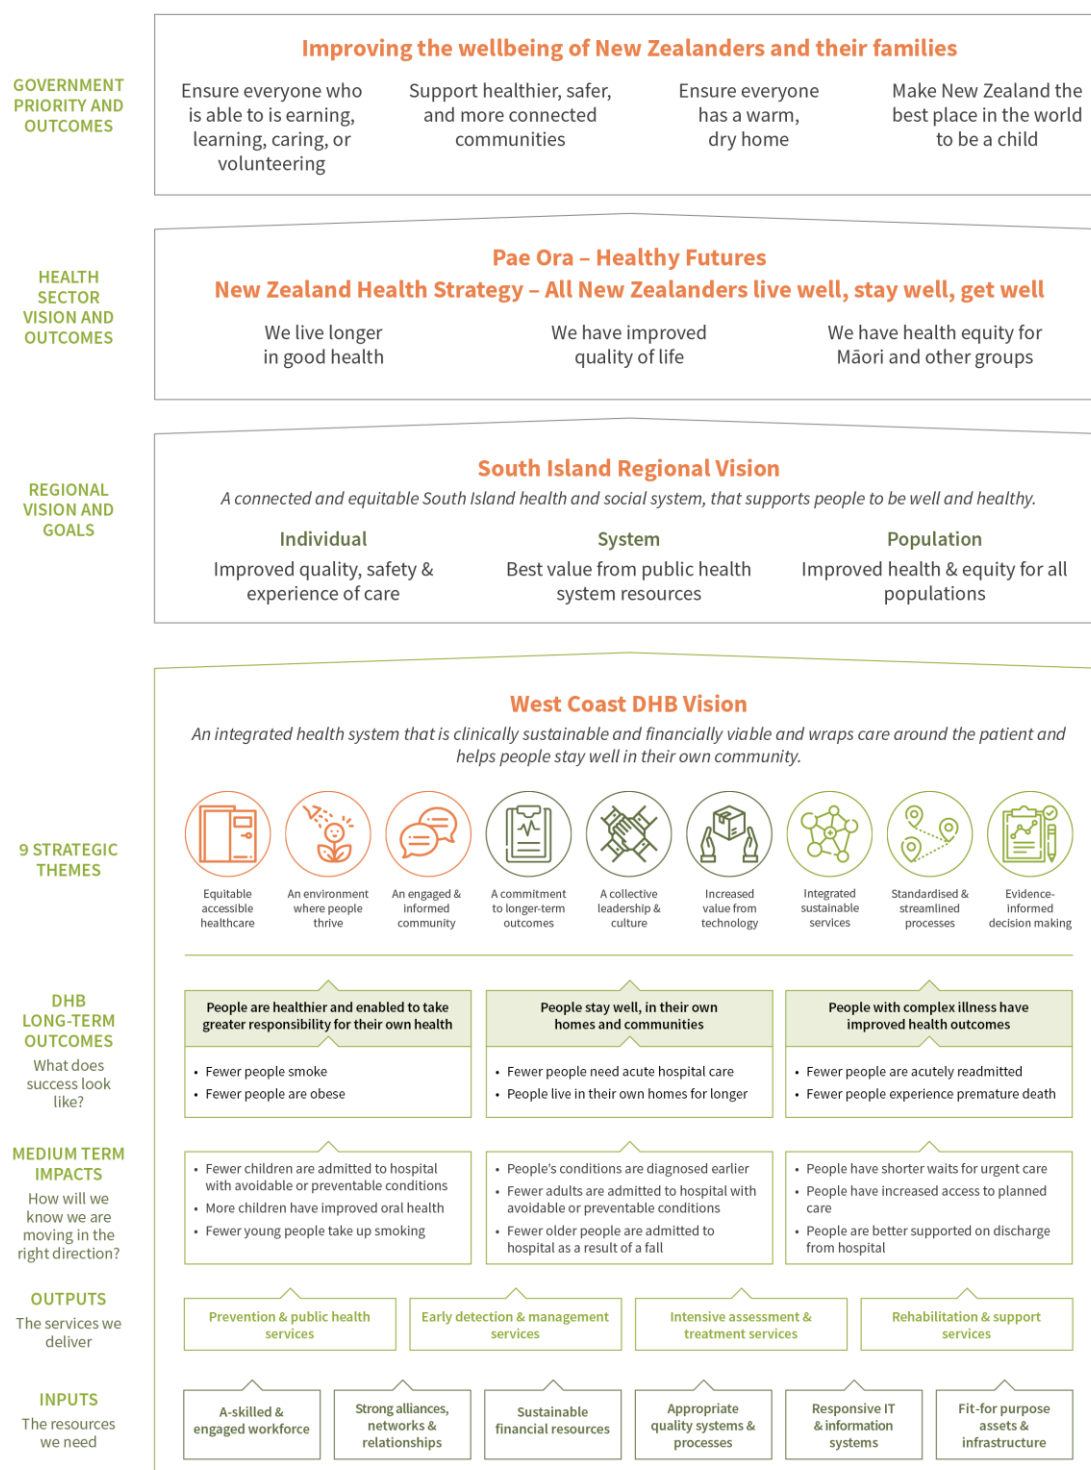 GOVERNMENT
PRIORITY AND
OUTCOMES
Improving the wellbeing of New Zealanders and their families
Ensure everyone who
is able to is earning,
learning, caring, or
volunteering
Support healthier, safer,
and more connected
communities
Ensure everyone
has a warm,
dry home
Make New Zealand the
best place in the world
to be a child
HEALTH
SECTOR
VISION AND
OUTCOMES
Pae Ora – Healthy Futures
New Zealand Health Strategy – All New Zealanders live well, stay well, get well
We live longer
in good health
We have improved
quality of life
We have health equity for
Māori and other groups
REGIONAL
VISION AND
GOALS
South Island Regional Vision
A connected and equitable South Island health and social system, that supports people to be well and healthy.
Individual
Improved quality, safety &
experience of care
System
Best value from public health
system resources
Population
Improved health & equity for all
populations
West Coast DHB Vision
An integrated health system that is clinically sustainable and financially viable and wraps care around the patient and
helps people stay well in their own community.
9 STRATEGIC
THEMES
Equitable
accessible
healthcare
An environment
where people
thrive
An engaged &
informed
community
A commitment
to longer-term
outcomes
A collective
leadership &
culture
Increased
value from
technology
Integrated
sustainable
services
Standardised &
streamlined
processes
Evidence-
informed
decision making
DHB
LONG-TERM
OUTCOMES
What does
success look
like?
People are healthier and enabled to take
greater responsibility for their own health
• Fewer people smoke
• Fewer people are obese
People stay well, in their own
homes and communities
• Fewer people need acute hospital care
• People live in their own homes for longer
People with complex illness have
improved health outcomes
• Fewer people are acutely readmitted
• Fewer people experience premature death
MEDIUM TERM
IMPACTS
How will we
know we are
moving in the
right direction?
• Fewer children are admitted to hospital
with avoidable or preventable conditions
• More children have improved oral health
• Fewer young people take up smoking
• People's conditions are diagnosed earlier
• Fewer adults are admitted to hospital with
avoidable or preventable conditions
• Fewer older people are admitted to
hospital as a result of a fall
• People have shorter waits for urgent care
• People have increased access to planned
care
• People are better supported on discharge
from hospital
OUTPUTS
The services we
deliver
Prevention & public health
services
Early detection & management
services
Intensive assessment &
treatment services
Rehabilitation & support
services
INPUTS
The resources
we need
A-skilled &
engaged workforce
Strong alliances,
networks &
relationships
Sustainable
financial resources
Appropriate
quality systems &
processes
Responsive IT
& information
systems
Fit-for purpose
assets &
infrastructure